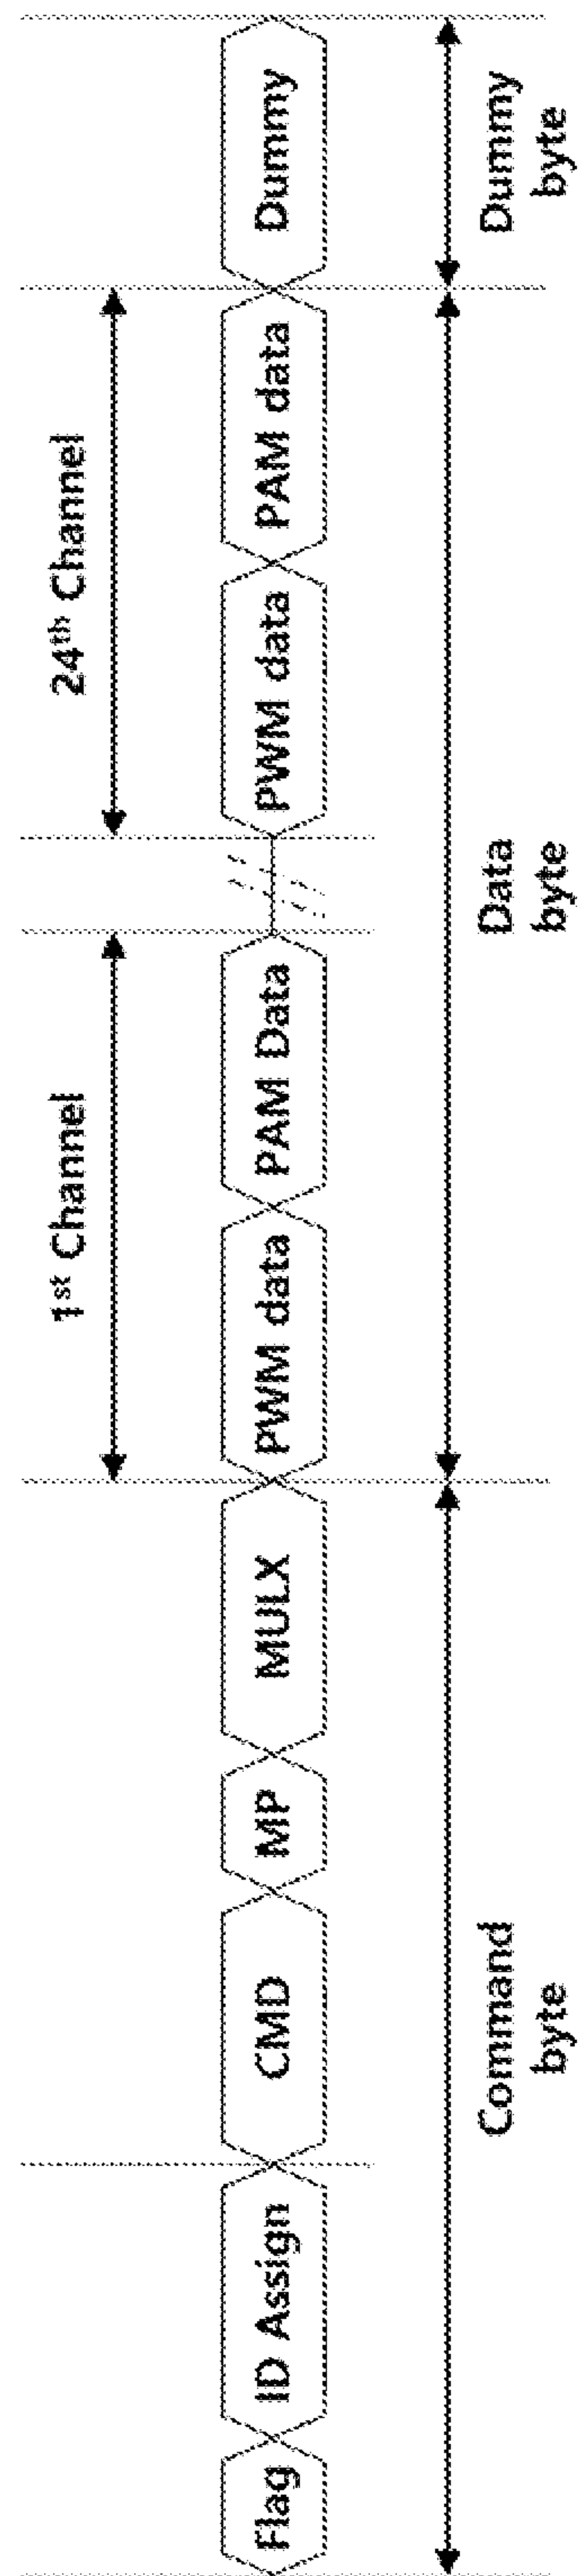 1st Channel
24th Channel
Flag
ID Assign
CMD
MP
MULX
PWM data
PAM Data
PWM data
PAM data
Dummy
Command
byte
Data
byte
Dummy
byte